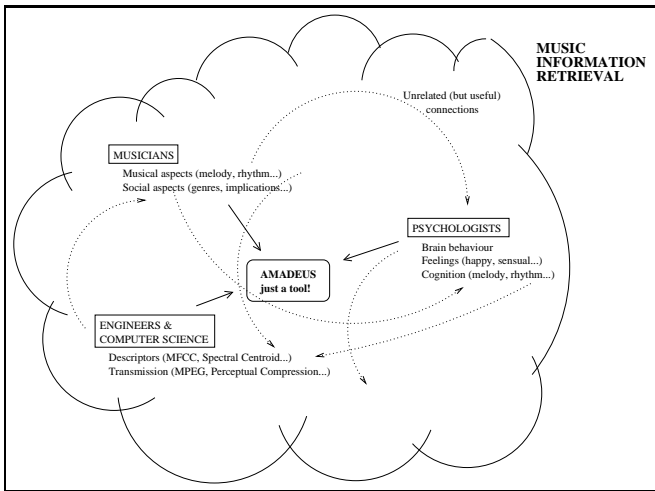 MUSIC
INFORMATION
RETRIEVAL
Unrelated (but useful)
connections
MUSICIANS
Musical aspects (melody, rhythm...)
Social aspects (genres, implications...)
PSYCHOLOGISTS
Brain behaviour
Feelings (happy, sensual...)
Cognition (melody, rhythm...)
AMADEUS
just a tool!
ENGINEERS &
COMPUTER SCIENCE
Descriptors (MFCC, Spectral Centroid...)
Transmission (MPEG, Perceptual Compression...)